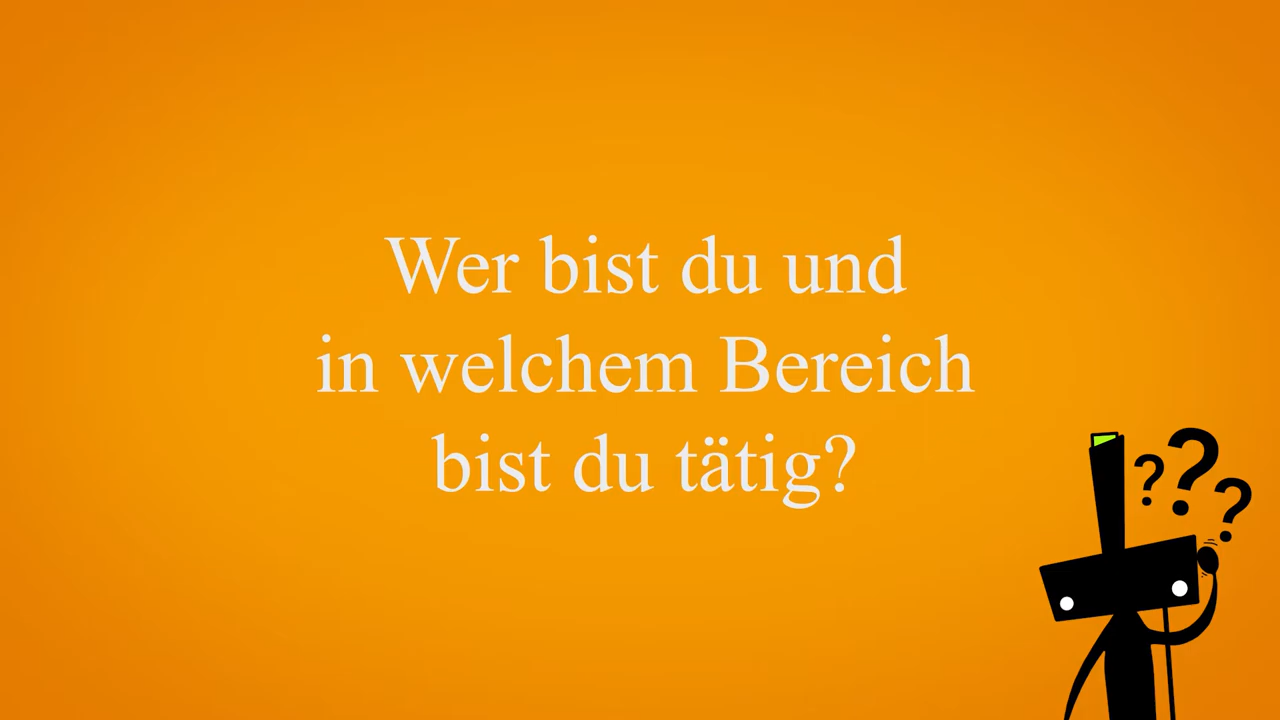 Wer bist du und
in welchem Bereich
bist du tätig?
???